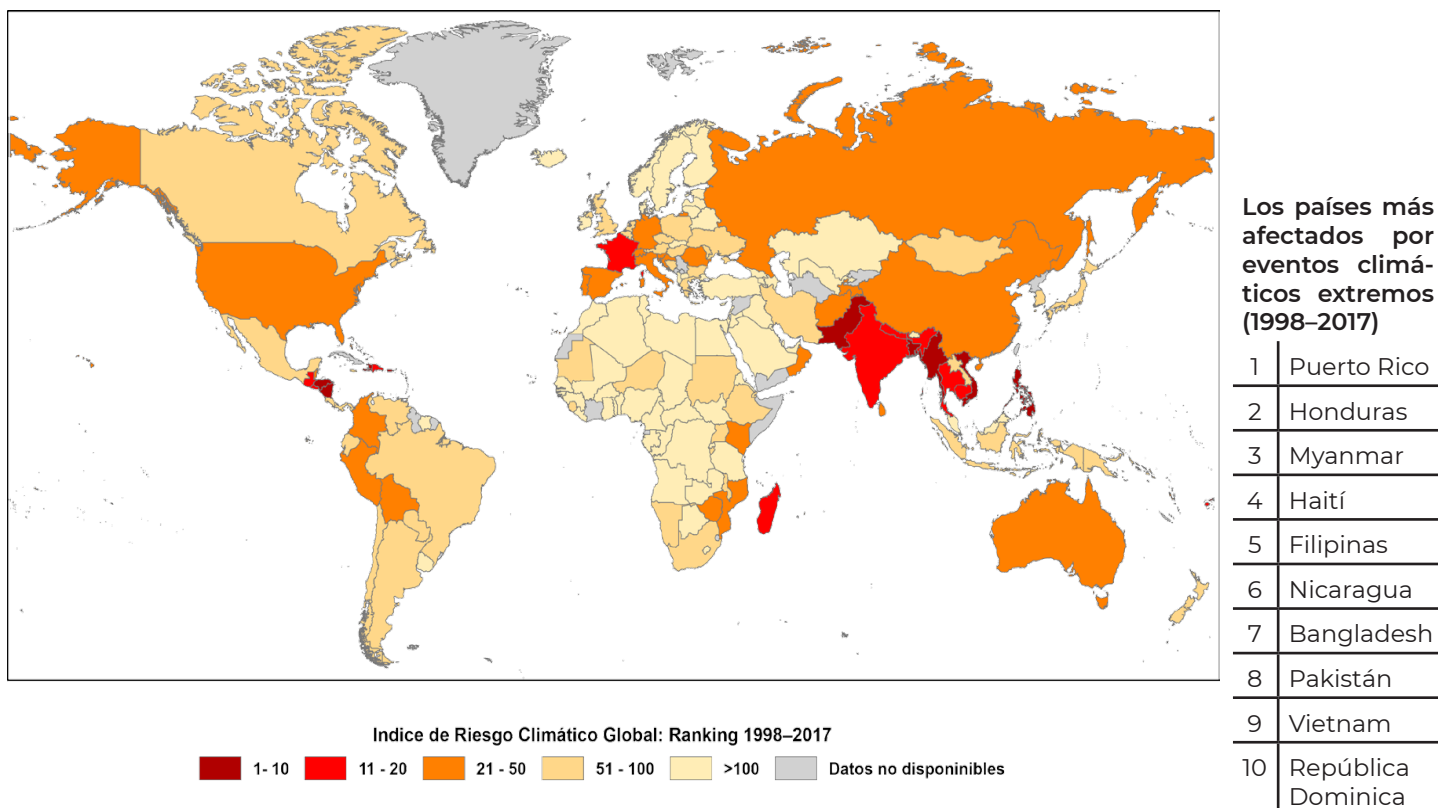 Los países más
afectados por
eventos climá-
ticos extremos
(1998–2017)
1 Puerto Rico
2 Honduras
3 Myanmar
4 Haití
5 Filipinas
6 Nicaragua
7 Bangladesh
8 Pakistán
9 Vietnam
10 República
Dominica
Indice de Riesgo Climático Global: Ranking 1998–2017
1- 10 11 - 20 21 - 50 51 - 100 >100 Datos no disponinibles